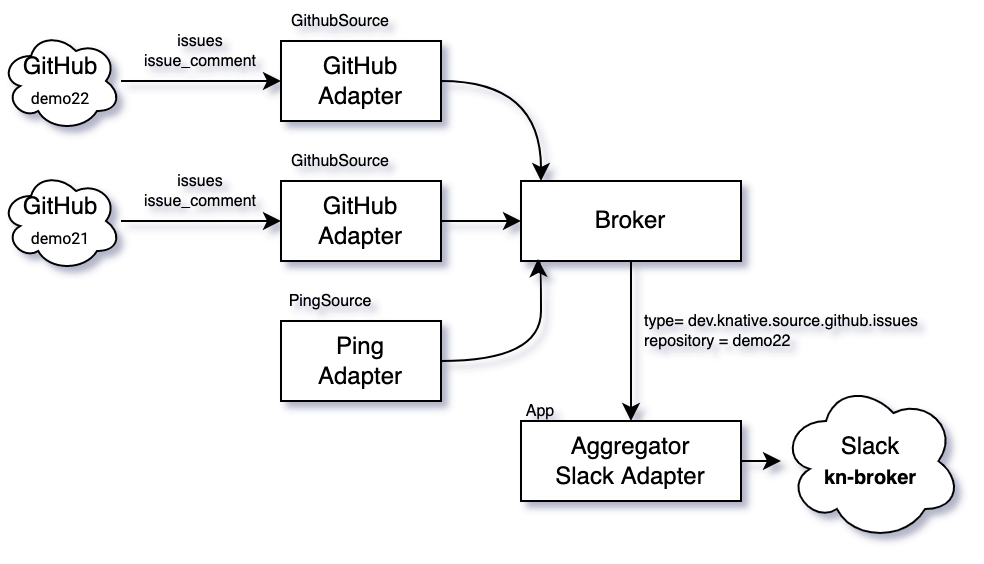 GithubSource
issues
issue_comment
GitHub
demo22
GitHub
Adapter
GithubSource
issues
issue_comment
GitHub
demo21
GitHub
Adapter
Broker
PingSource
Ping
Adapter
type= dev.knative.source.github.issues
repository = demo22
App
Aggregator
Slack Adapter
Slack
kn-broker